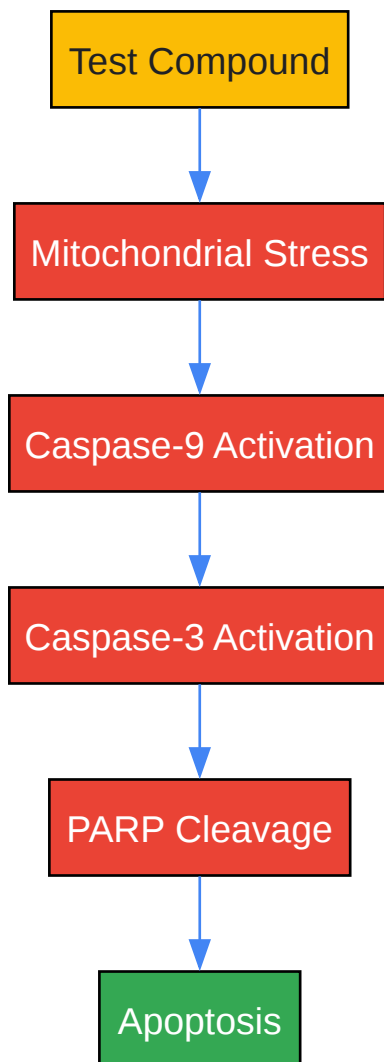 Test Compound
Mitochondrial Stress
Caspase-9 Activation
Caspase-3 Activation
PARP Cleavage
Apoptosis